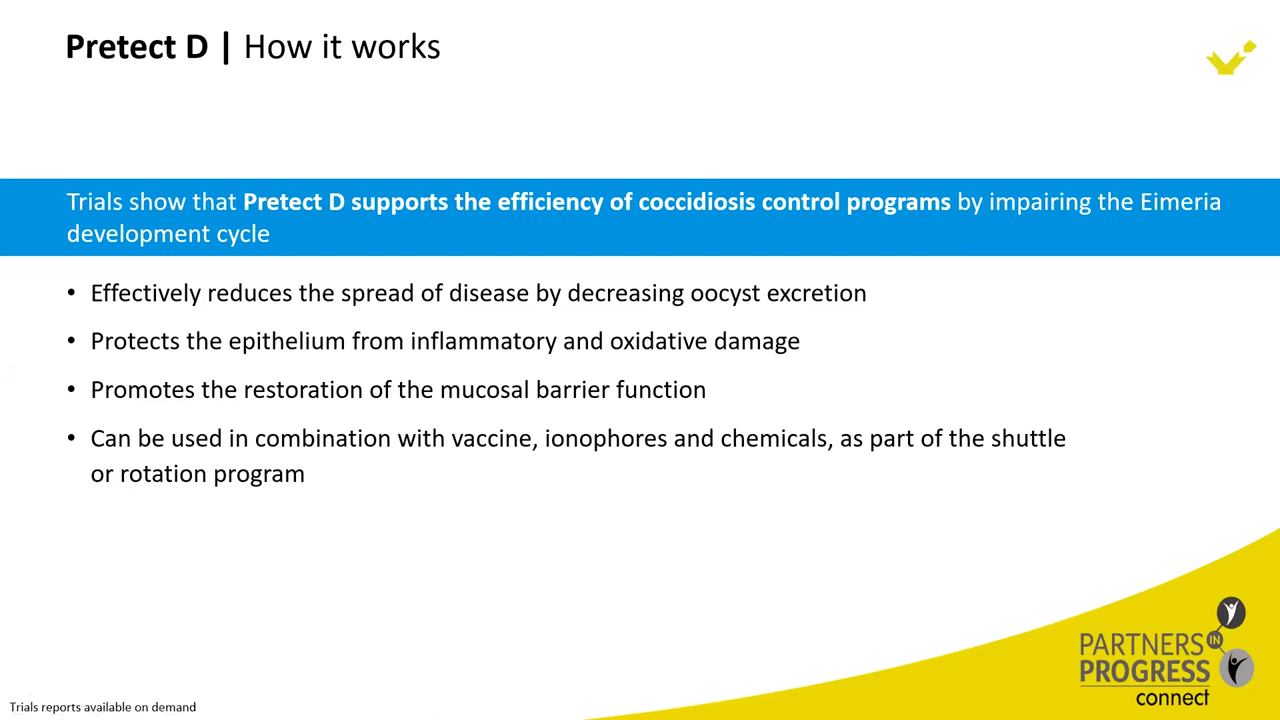 Pretect D | How it works
Trials show that Pretect D supports the efficiency of coccidiosis control programs by impairing the Eimeria
development cycle
• Effectively reduces the spread of disease by decreasing oocyst excretion
• Protects the epithelium from inflammatory and oxidative damage
• Promotes the restoration of the mucosal barrier function
• Can be used in combination with vaccine, ionophores and chemicals, as part of the shuttle
or rotation program
PARTNERS IN
PROGRESS
connect
Trials reports available on demand